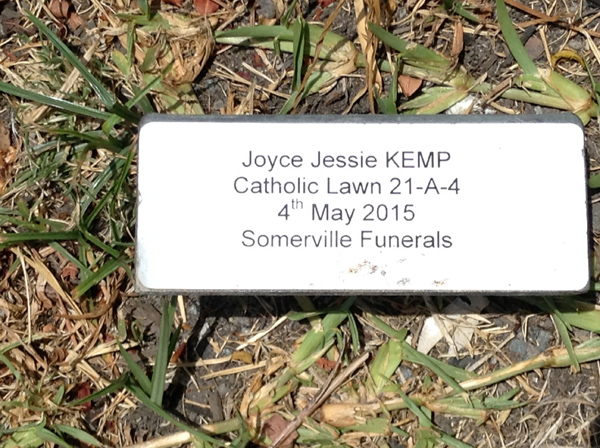 Joyce Jessie KEMP
Catholic Lawn 21-A-4
4th May 2015
Somerville Funerals